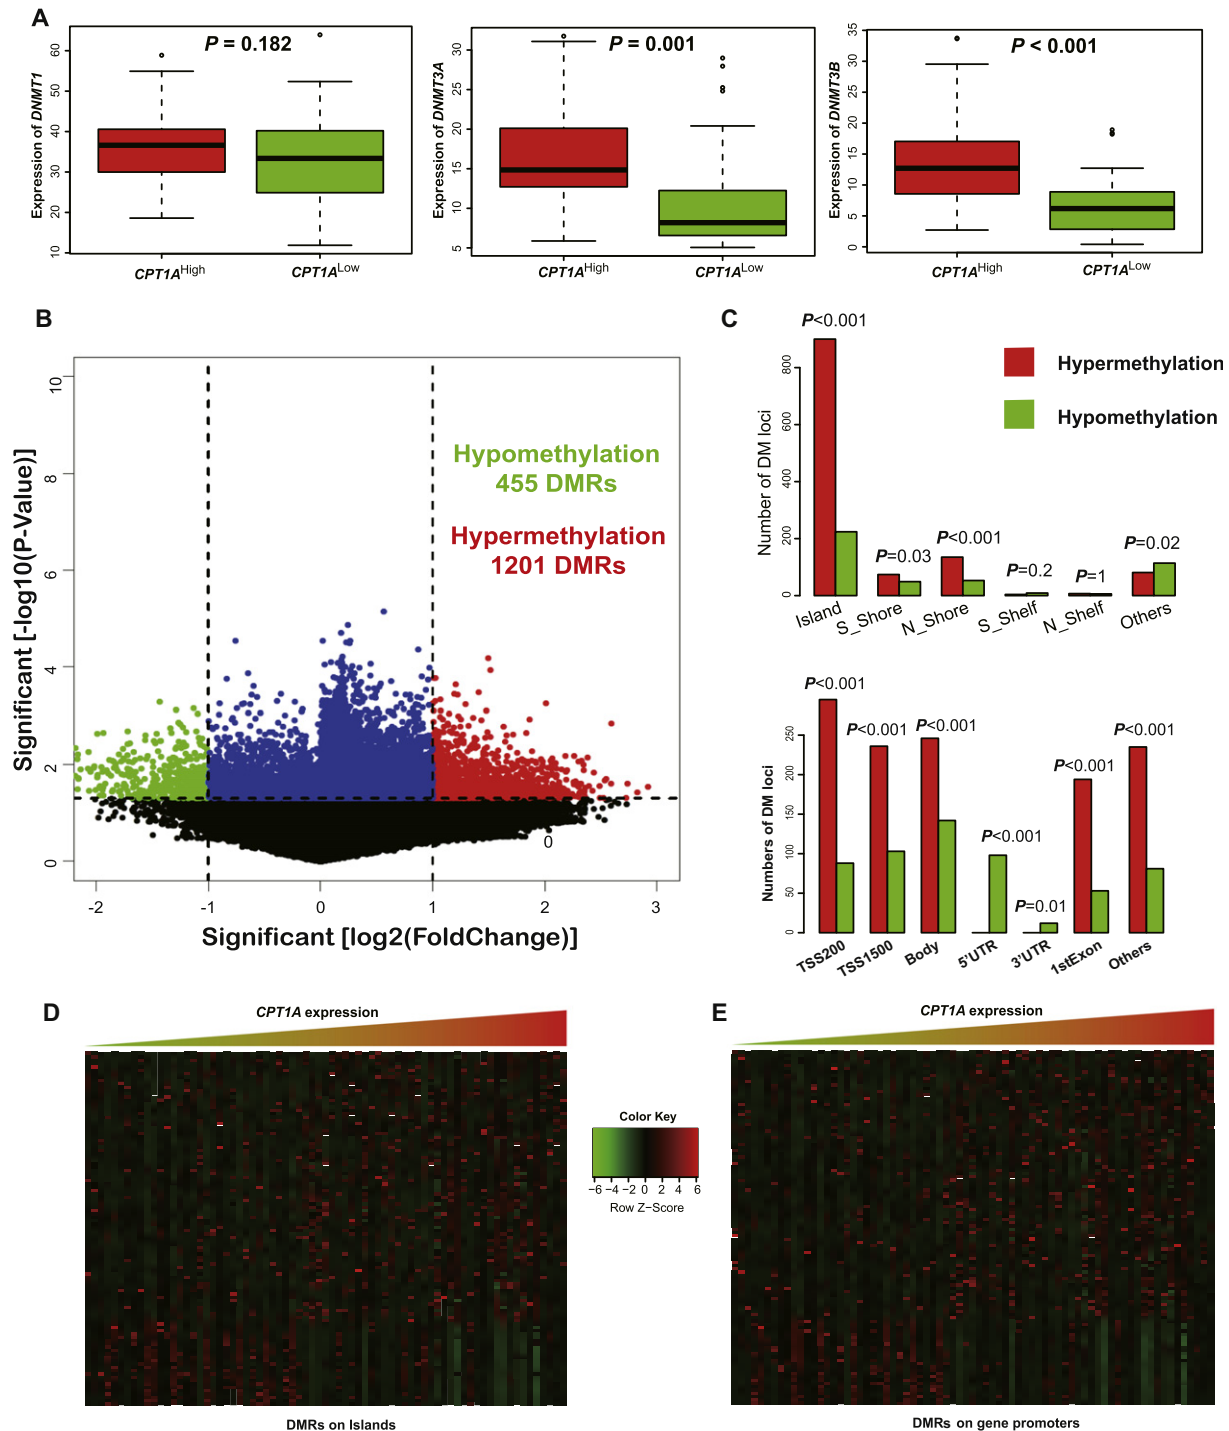 A
P = 0.182
Expression of DNMT1
10
20
30
40
50
60
CPT1AHigh
CPT1ALow
P = 0.001
Expression of DNMT3A
5
10
15
20
30
CPT1AHigh
CPT1ALow
P < 0.001
Expression of DNMT3B
0
5
10
15
20
25
30
35
CPT1AHigh
CPT1ALow
B
Significant [-log10(P-Value)]
0
2
4
6
8
10
Hypomethylation
455 DMRs
Hypermethylation
1201 DMRs
0
-2
-1
0
1
2
3
Significant [log2(FoldChange)]
C
Hypermethylation
Hypomethylation
Number of DM loci
0
200
400
600
800
P<0.001
P=0.03
P<0.001
P=0.2
P=1
P=0.02
Island
S_Shore
N_Shore
S_Shelf
N_Shelf
Others
Numbers of DM loci
0
50
100
150
200
250
P<0.001
P<0.001
P<0.001
P<0.001
P=0.01
P<0.001
P<0.001
TSS200
TSS1500
Body
5'UTR
3'UTR
1stExon
Others
D
CPT1A expression
DMRs on Islands
Color Key
−6 −4 −2 0 2 4 6
Row Z−Score
E
CPT1A expression
DMRs on gene promoters